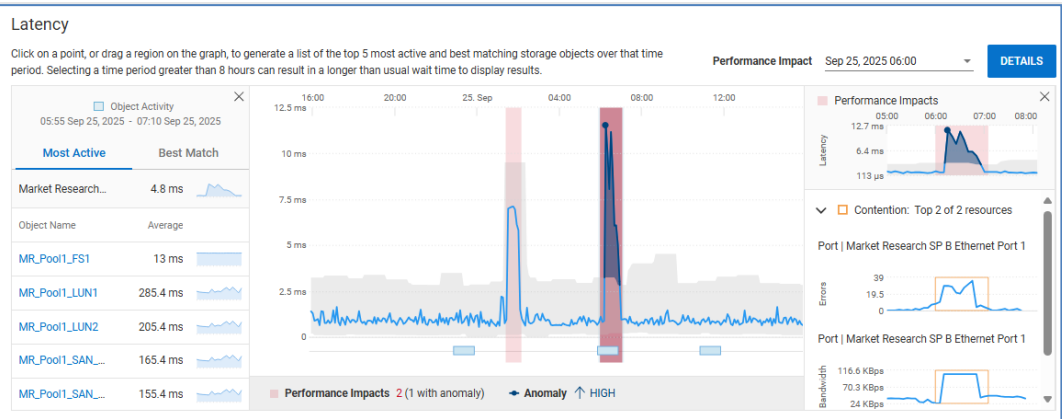 Latency
Click on a point, or drag a region on the graph, to generate a list of the top 5 most active and best matching storage objects over that time
period. Selecting a time period greater than 8 hours can result in a longer than usual wait time to display results.
Performance Impact Sep 25, 2025 06:00
DETAILS
Object Activity
05:55 Sep 25, 2025 - 07:10 Sep 25, 2025
Most Active Best Match
Market Research... 4.8 ms
Object Name Average
MR_Pool1_FS1 13 ms
MR_Pool1_LUN1 285.4 ms
MR_Pool1_LUN2 205.4 ms
MR_Pool1_SAN_... 165.4 ms
MR_Pool1_SAN_... 155.4 ms
16:00 20:00 25. Sep 04:00 08:00 12:00
12.5 ms
10 ms
7.5 ms
5 ms
2.5 ms
0
Performance Impacts 2 (1 with anomaly) Anomaly ↑ HIGH
Performance Impacts
05:00 06:00 07:00 08:00
Latency
12.7 ms
6.4 ms
113 µs
Contention: Top 2 of 2 resources
Port | Market Research SP B Ethernet Port 1
Errors
39
19.5
0
Port | Market Research SP B Ethernet Port 1
Bandwidth
116.6 KBps
70.3 KBps
24 KBps